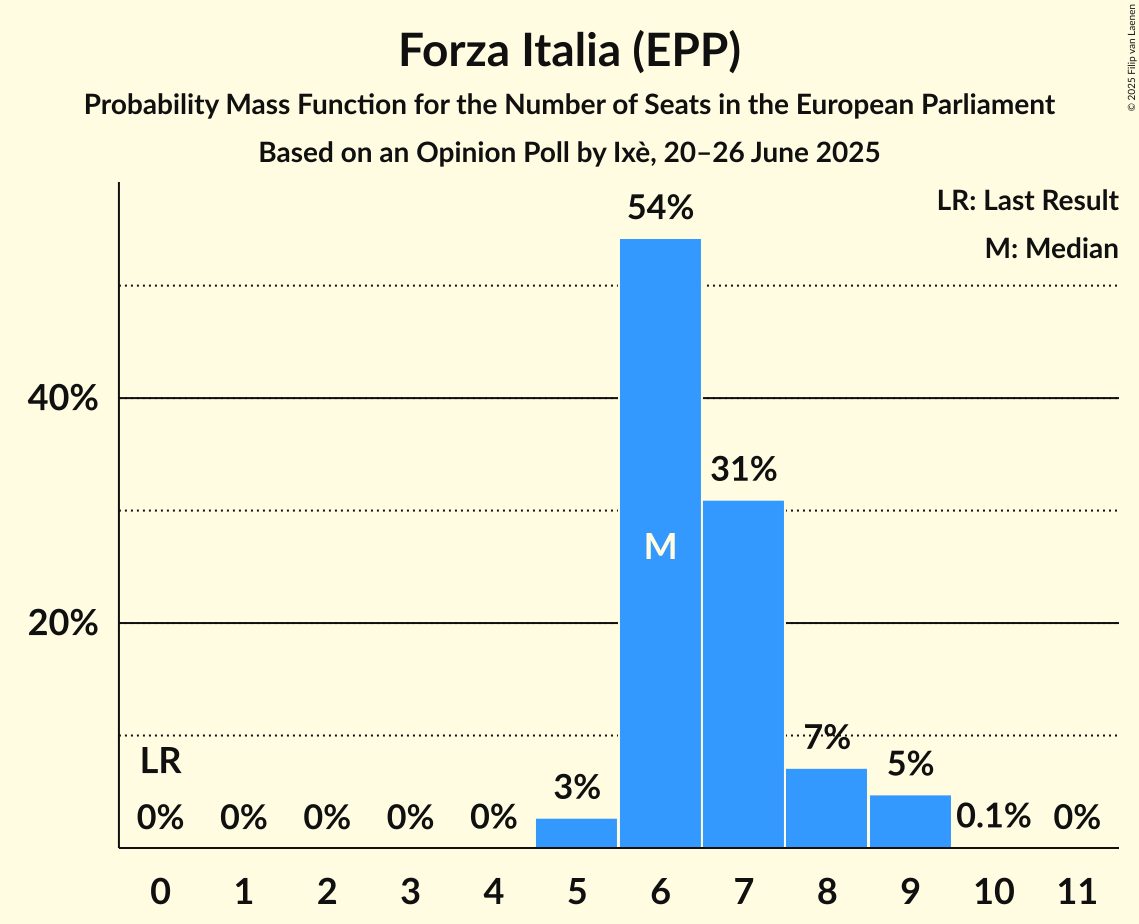 Forza Italia (EPP)
Probability Mass Function for the Number of Seats in the European Parliament
Based on an Opinion Poll by Ixè, 20–26 June 2025
© 2025 Filip van Laenen
LR: Last Result
M: Median
54%
40%
31%
M
20%
LR
7%
5%
3%
0% 0% 0% 0% 0% 0.1% 0%
0 1 2 3 4 5 6 7 8 9 10 11